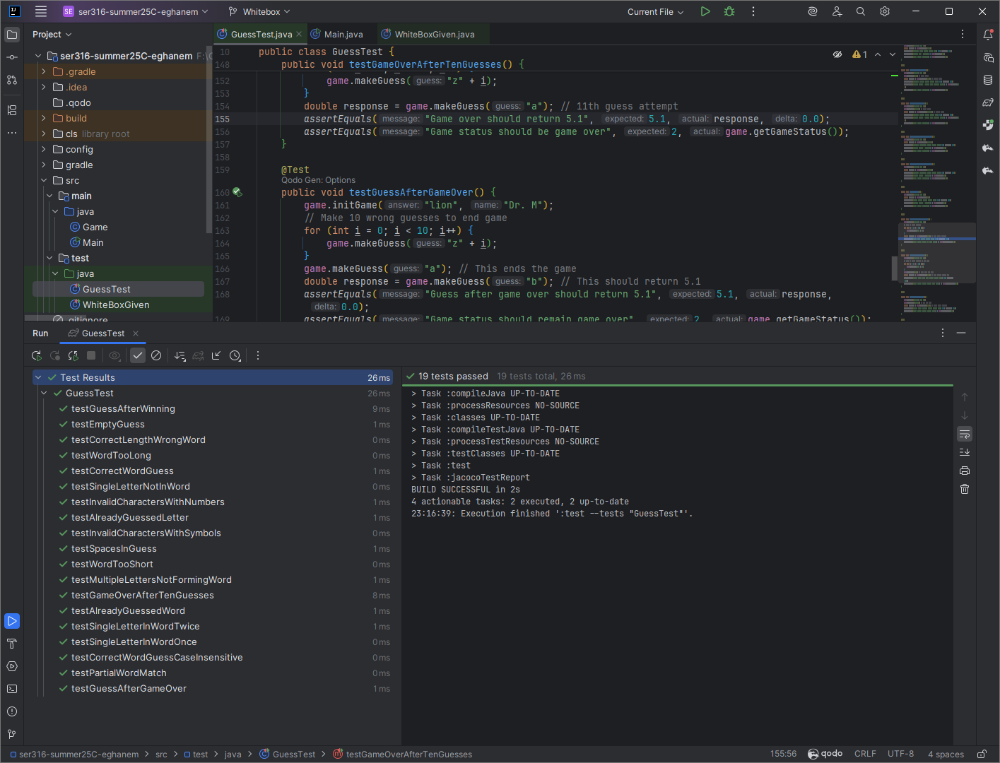 SE ser316-summer25C-eghanem Whitebox Current File
Project
ser316-summer25C-eghanem F:\C
.gradle
.idea
.qodo
build
cls library root
config
gradle
src
main
java
Game
Main
test
java
GuessTest
WhiteBoxGiven
.gitignore
GuessTest.java Main.java WhiteBoxGiven.java
1
10 public class GuessTest {
148 public void testGameOverAfterTenGuesses() {
152 game.makeGuess( guess: "z" + i);
153 }
154 double response = game.makeGuess( guess: "a"); // 11th guess attempt
155 assertEquals( message: "Game over should return 5.1", expected: 5.1, actual: response, delta: 0.0);
156 assertEquals( message: "Game status should be game over", expected: 2, actual: game.getGameStatus());
157 }
158
159 @Test
Qodo Gen: Options
160 public void testGuessAfterGameOver() {
161 game.initGame( answer: "lion", name: "Dr. M");
162 // Make 10 wrong guesses to end game
163 for (int i = 0; i < 10; i++) {
164 game.makeGuess( guess: "z" + i);
165 }
166 game.makeGuess( guess: "a"); // This ends the game
167 double response = game.makeGuess( guess: "b"); // This should return 5.1
168 assertEquals( message: "Guess after game over should return 5.1", expected: 5.1, actual: response,
delta: 0.0);
169 assertEquals( message: "Game status should remain game over", expected: 2, actual: game.getGameStatus());
Run GuessTest
Test Results 26 ms
GuessTest 26 ms
testGuessAfterWinning 9 ms
testEmptyGuess 1 ms
testCorrectLengthWrongWord 0 ms
testWordTooLong 0 ms
testCorrectWordGuess 1 ms
testSingleLetterNotInWord 0 ms
testInvalidCharactersWithNumbers 1 ms
testAlreadyGuessedLetter 1 ms
testInvalidCharactersWithSymbols 0 ms
testSpacesInGuess 1 ms
testWordTooShort 0 ms
testMultipleLettersNotFormingWord 1 ms
testGameOverAfterTenGuesses 8 ms
testAlreadyGuessedWord 1 ms
testSingleLetterInWordTwice 1 ms
testSingleLetterInWordOnce 0 ms
testCorrectWordGuessCaseInsensitive 0 ms
testPartialWordMatch 0 ms
testGuessAfterGameOver 1 ms
19 tests passed 19 tests total, 26 ms
> Task :compileJava UP-TO-DATE
> Task :processResources NO-SOURCE
> Task :classes UP-TO-DATE
> Task :compileTestJava UP-TO-DATE
> Task :processTestResources NO-SOURCE
> Task :testClasses UP-TO-DATE
> Task :test
> Task :jacocoTestReport
BUILD SUCCESSFUL in 2s
4 actionable tasks: 2 executed, 2 up-to-date
23:16:39: Execution finished ':test --tests "GuessTest"'.
ser316-summer25C-eghanem > src > test > java > GuessTest > testGameOverAfterTenGuesses 155:56 qodo CRLF UTF-8 4 spaces